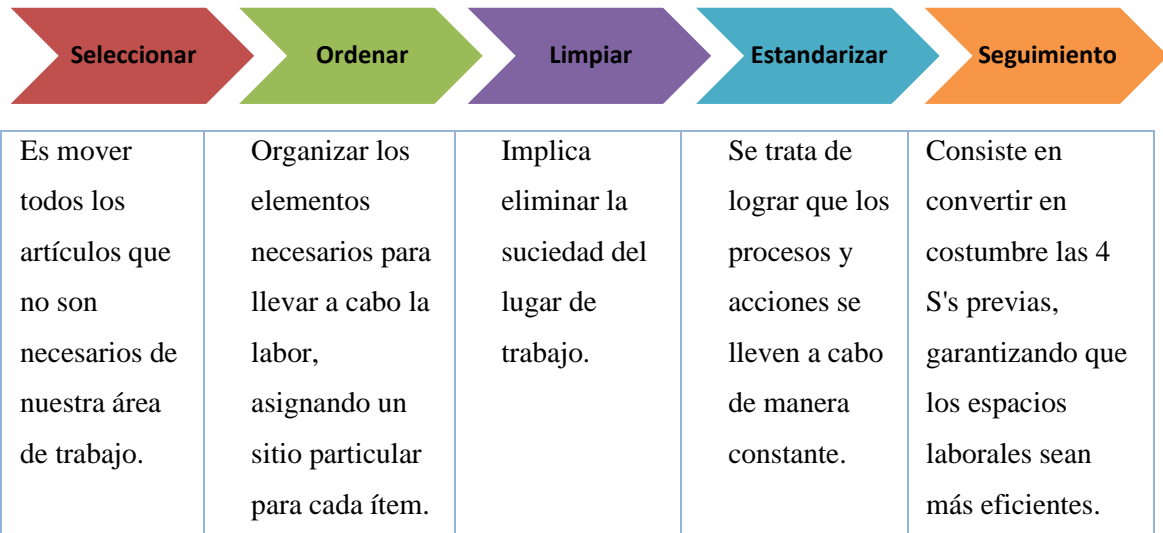 Seleccionar
Ordenar
Limpiar
Estandarizar
Seguimiento
Es mover
todos los
artículos que
no son
necesarios de
nuestra área
de trabajo.
Organizar los
elementos
necesarios para
llevar a cabo la
labor,
asignando un
sitio particular
para cada ítem.
Implica
eliminar la
suciedad del
lugar de
trabajo.
Se trata de
lograr que los
procesos y
acciones se
lleven a cabo
de manera
constante.
Consiste en
convertir en
costumbre las 4
S's previas,
garantizando que
los espacios
laborales sean
más eficientes.